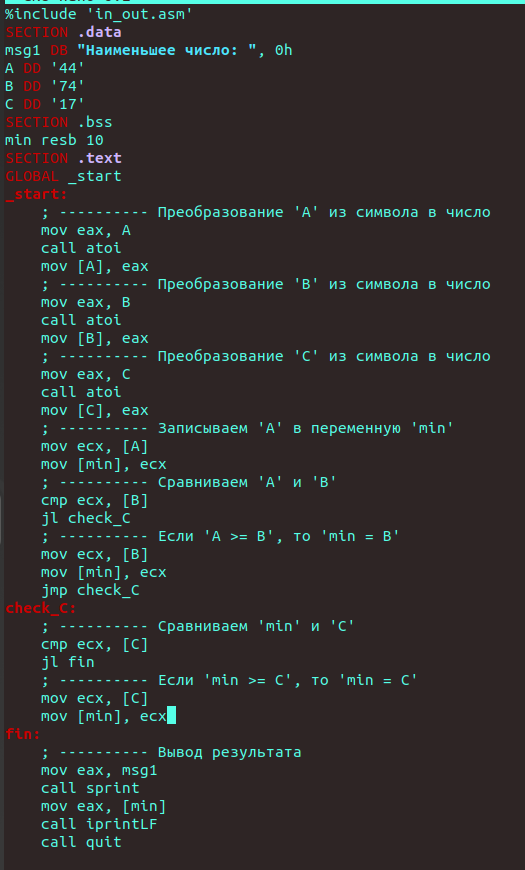 %include 'in_out.asm'
SECTION .data
msg1 DB "Наименьшее число: ", 0h
A DD '44'
B DD '74'
C DD '17'
SECTION .bss
min resb 10
SECTION .text
GLOBAL _start
_start:
    ; ---------- Преобразование 'A' из символа в число
    mov eax, A
    call atoi
    mov [A], eax
    ; ---------- Преобразование 'B' из символа в число
    mov eax, B
    call atoi
    mov [B], eax
    ; ---------- Преобразование 'C' из символа в число
    mov eax, C
    call atoi
    mov [C], eax
    ; ---------- Записываем 'A' в переменную 'min'
    mov ecx, [A]
    mov [min], ecx
    ; ---------- Сравниваем 'A' и 'B'
    cmp ecx, [B]
    jl check_C
    ; ---------- Если 'A >= B', то 'min = B'
    mov ecx, [B]
    mov [min], ecx
    jmp check_C
check_C:
    ; ---------- Сравниваем 'min' и 'C'
    cmp ecx, [C]
    jl fin
    ; ---------- Если 'min >= C', то 'min = C'
    mov ecx, [C]
    mov [min], ecx
fin:
    ; ---------- Вывод результата
    mov eax, msg1
    call sprint
    mov eax, [min]
    call iprintLF
    call quit